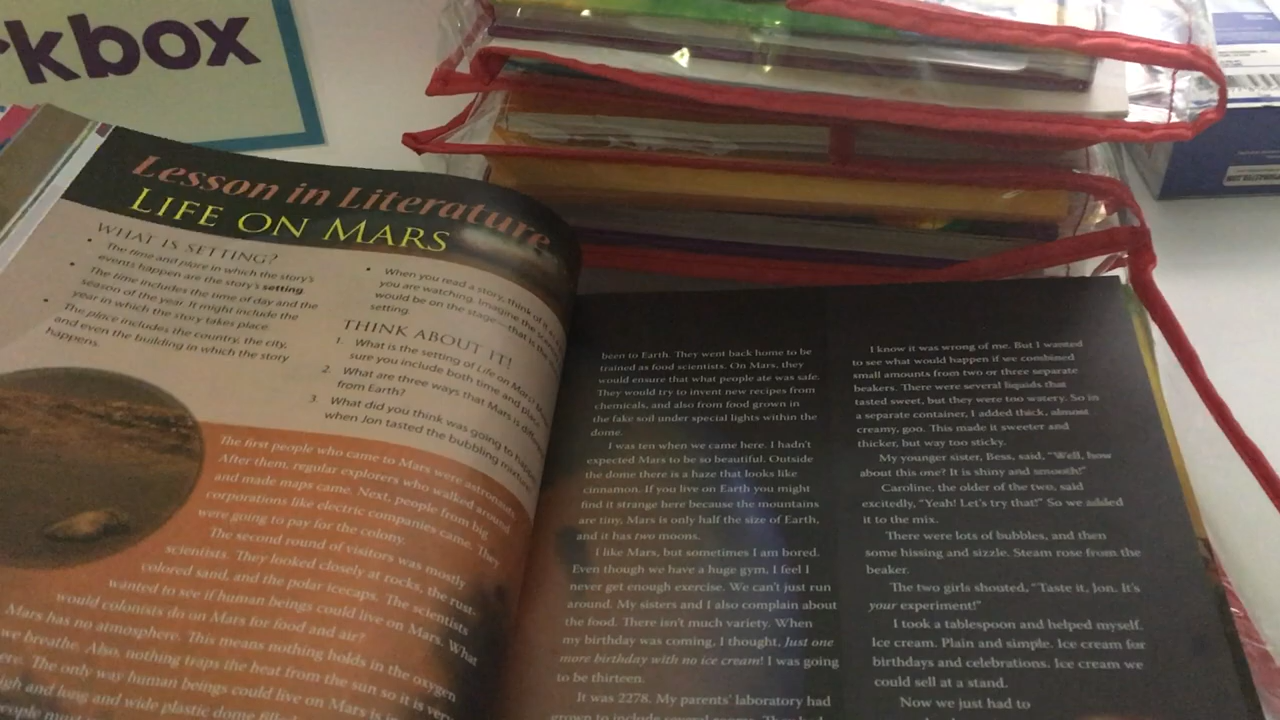 kbox
Lesson in Literature
LIFE ON MARS
WHAT IS SETTING?
• The time and place in which the story's
events happen are the story's setting.
• The time includes the time of day and the
season of the year. It might include the
year in which the story takes place.
• The place includes the country, the city,
and even the building in which the story
happens.
• When you read a story, think of it as
you are watching. Imagine the
would be on the stage—that is the
setting.
THINK ABOUT IT!
1. What is the setting of Life on Mars?
sure you include both time and place.
2. What are three ways that Mars is
from Earth?
3. What did you think was going to happen
when Jon tasted the bubbling mixture?
The first people who came to Mars were astronauts.
After them, regular explorers who walked around
and made maps came. Next, people from big
corporations like electric companies came. They
were going to pay for the colony.
The second round of visitors was mostly
scientists. They looked closely at rocks, the rust-
colored sand, and the polar icecaps. The scientists
wanted to see if human beings could live on Mars. What
would colonists do on Mars for food and air?
Mars has no atmosphere. This means nothing holds in the oxygen
we breathe. Also, nothing traps the heat from the sun so it is very
The only way human beings could live on Mars is in
high and long and wide plastic dome filled
been to Earth. They went back home to be
trained as food scientists. On Mars, they
would ensure that what people ate was safe.
They would try to invent new recipes from
chemicals, and also from food grown in
the fake soil under special lights within the
dome.
I was ten when we came here. I hadn't
expected Mars to be so beautiful. Outside
the dome there is a haze that looks like
cinnamon. If you live on Earth you might
find it strange here because the mountains
are tiny, Mars is only half the size of Earth,
and it has two moons.
I like Mars, but sometimes I am bored.
Even though we have a huge gym, I feel I
never get enough exercise. We can't just run
around. My sisters and I also complain about
the food. There isn't much variety. When
my birthday was coming, I thought, Just one
more birthday with no ice cream! I was going
to be thirteen.
It was 2278. My parents' laboratory had
grown to include several rooms. They had
I know it was wrong of me. But I wanted
to see what would happen if we combined
small amounts from two or three separate
beakers. There were several liquids that
tasted sweet, but they were too watery. So in
a separate container, I added thick, almost
creamy, goo. This made it sweeter and
thicker, but way too sticky.
My younger sister, Bess, said, "Well, how
about this one? It is shiny and smooth!"
Caroline, the older of the two, said
excitedly, "Yeah! Let's try that!" So we added
it to the mix.
There were lots of bubbles, and then
some hissing and sizzle. Steam rose from the
beaker.
The two girls shouted, "Taste it, Jon. It's
your experiment!"
I took a tablespoon and helped myself.
Ice cream. Plain and simple. Ice cream for
birthdays and celebrations. Ice cream we
could sell at a stand.
Now we just had to